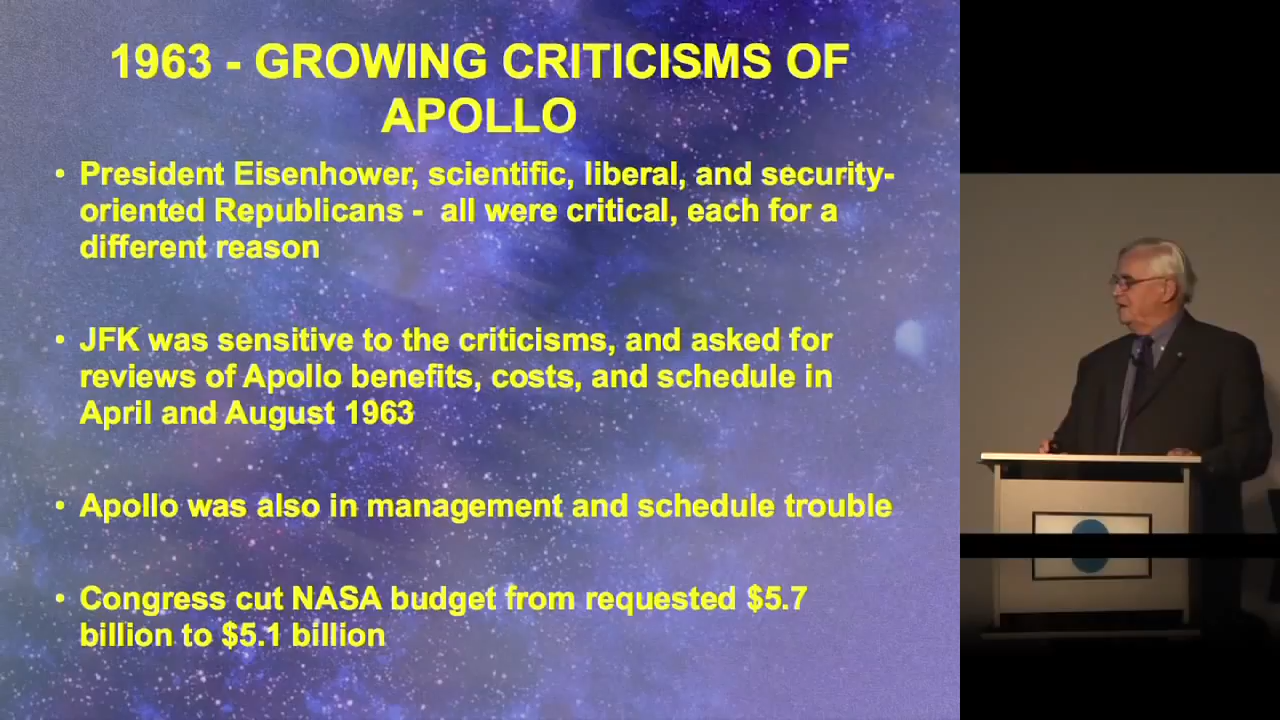 1963 - GROWING CRITICISMS OF
APOLLO
• President Eisenhower, scientific, liberal, and security-
oriented Republicans -  all were critical, each for a
different reason
• JFK was sensitive to the criticisms, and asked for
reviews of Apollo benefits, costs, and schedule in
April and August 1963
• Apollo was also in management and schedule trouble
• Congress cut NASA budget from requested $5.7
billion to $5.1 billion